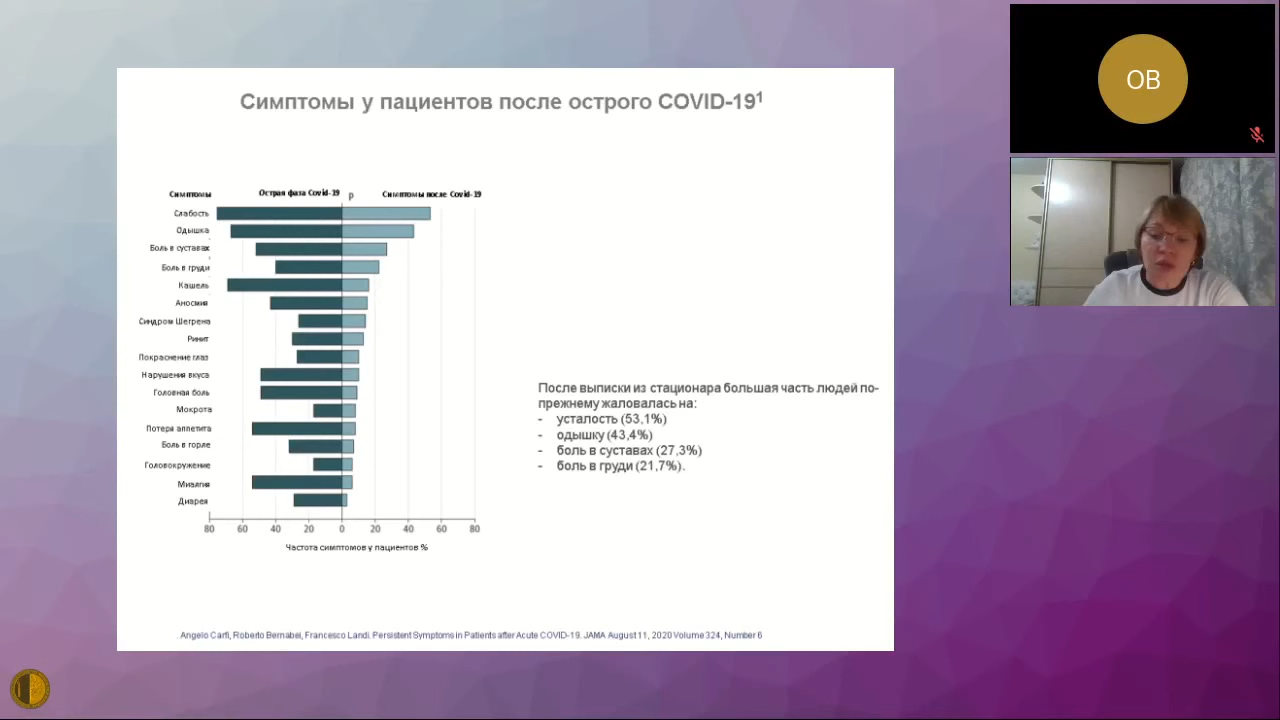 Симптомы у пациентов после острого COVID-19¹
Симптомы Острая фаза Covid-19 р Симптомы после Covid-19
Слабость
Одышка
Боль в суставах
Боль в груди
Кашель
Аносмия
Синдром Шегрена
Ринит
Покраснение глаз
Нарушения вкуса
Головная боль
Мокрота
Потеря аппетита
Боль в горле
Головокружение
Миалгия
Диарея
80 60 40 20 0 20 40 60 80
Частота симптомов у пациентов %
После выписки из стационара большая часть людей по-
прежнему жаловалась на:
- усталость (53,1%)
- одышку (43,4%)
- боль в суставах (27,3%)
- боль в груди (21,7%).
. Angelo Carfì, Roberto Bernabei, Francesco Landi. Persistent Symptoms in Patients after Acute COVID-19. JAMA August 11, 2020 Volume 324, Number 6
OB